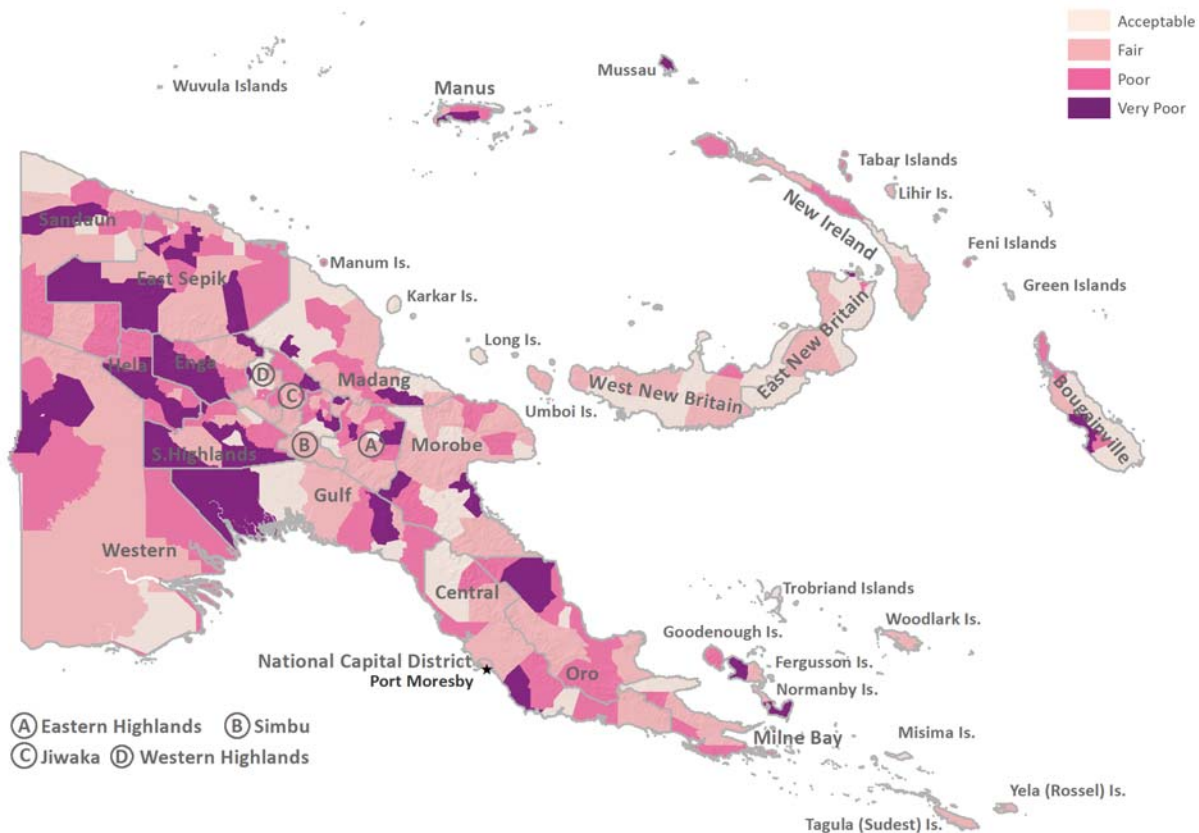 Acceptable
Fair
Poor
Very Poor
Mussau
Wuvula Islands
Manus
Tabar Islands
Lihir Is.
New Ireland
Sandaun
Feni Islands
East Sepik
Manum Is.
Green Islands
Karkar Is.
East New Britain
Long Is.
Hela
Enga
D
Madang
C
West New Britain
Bougainville
Umboi Is.
S.Highlands
B
A
Morobe
Gulf
Western
Central
Trobriand Islands
Woodlark Is.
Goodenough Is.
National Capital District
Port Moresby
Oro
Fergusson Is.
Normanby Is.
A Eastern Highlands B Simbu
C Jiwaka D Western Highlands
Milne Bay
Misima Is.
Yela (Rossel) Is.
Tagula (Sudest) Is.